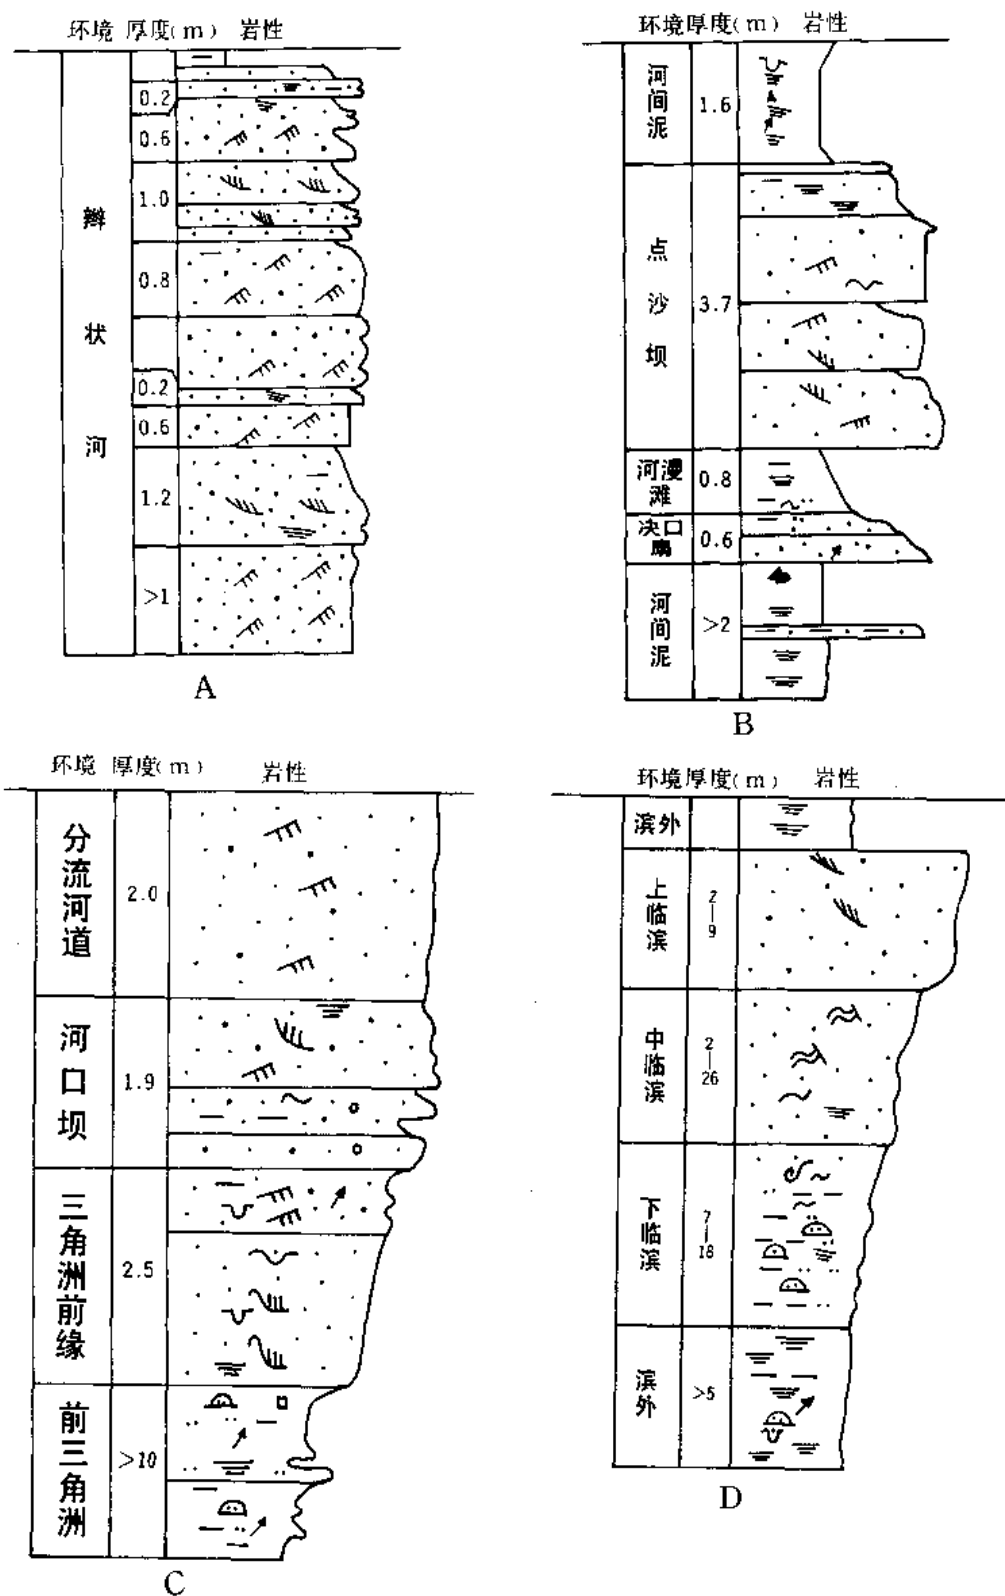 环境 厚度(m) 岩性
辫状河
0.2
0.6
1.0
0.8
0.2
0.6
1.2
>1
A
环境厚度(m) 岩性
河间泥
1.6
点沙坝
3.7
河漫滩
0.8
决口扇
0.6
河间泥
>2
B
环境 厚度(m) 岩性
分流河道
2.0
河口坝
1.9
三角洲前缘
2.5
前三角洲
>10
C
环境厚度(m) 岩性
滨外
上临滨
2—9
中临滨
2—26
下临滨
7—18
滨外
>5
D